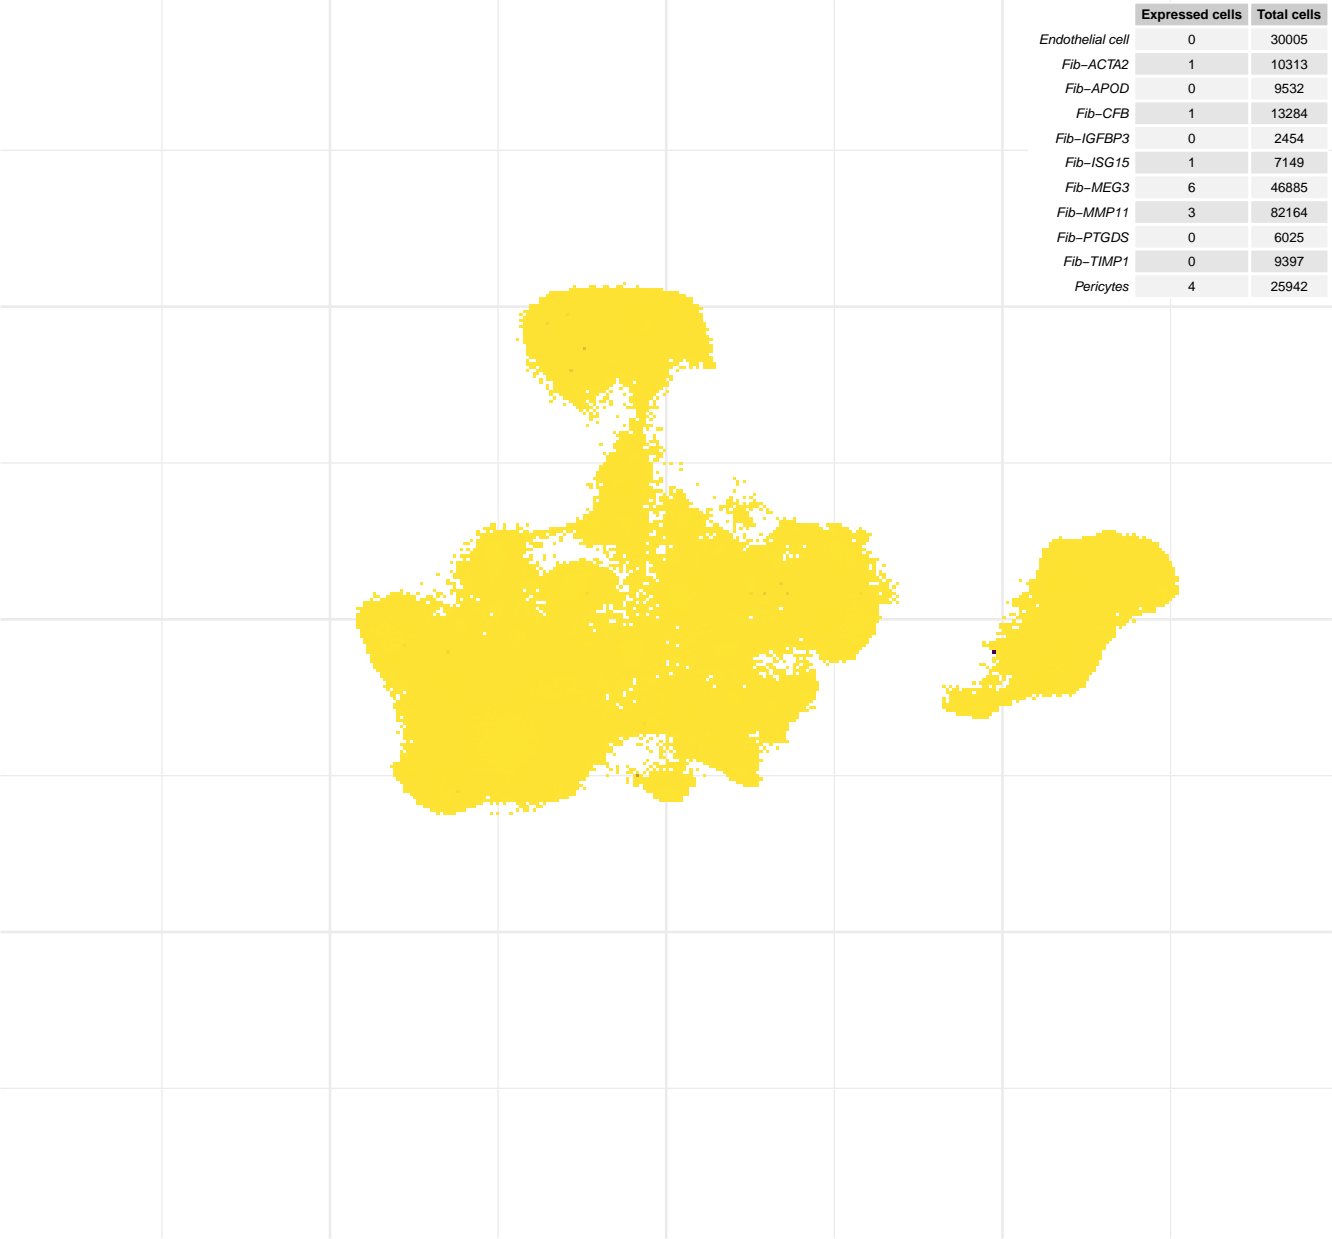 Expressed cells Total cells
Endothelial cell 0 30005
Fib−ACTA2 1 10313
Fib−APOD 0 9532
Fib−CFB 1 13284
Fib−IGFBP3 0 2454
Fib−ISG15 1 7149
Fib−MEG3 6 46885
Fib−MMP11 3 82164
Fib−PTGDS 0 6025
Fib−TIMP1 0 9397
Pericytes 4 25942